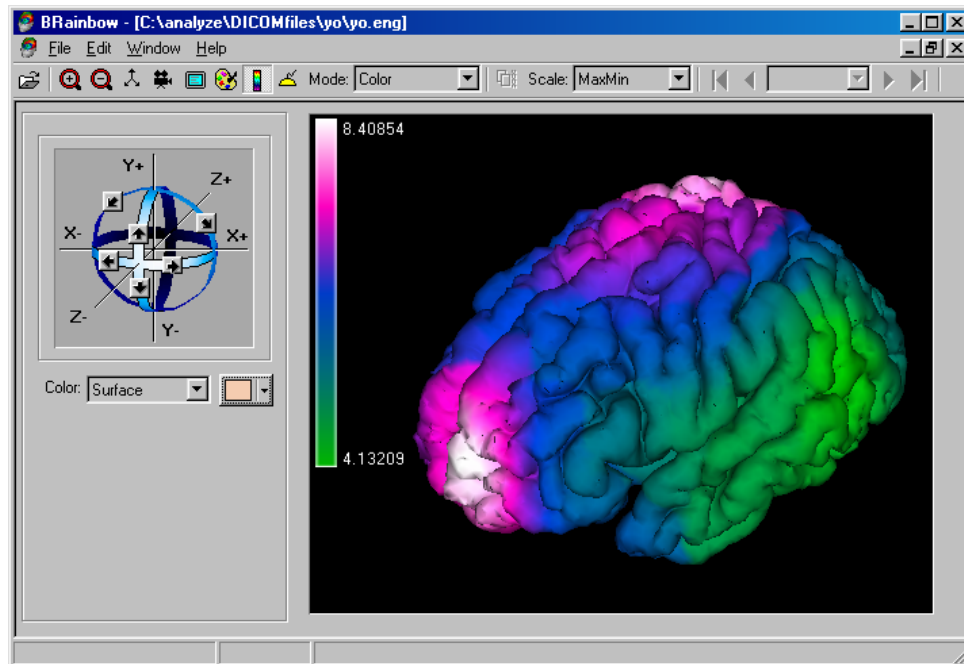 BRainbow - [C:\analyze\DICOMfiles\yo\yo.eng]
File Edit Window Help
Mode: Color Scale: MaxMin
8.40854
Y+
Z+
X-
X+
Z-
Y-
Color: Surface
4.13209